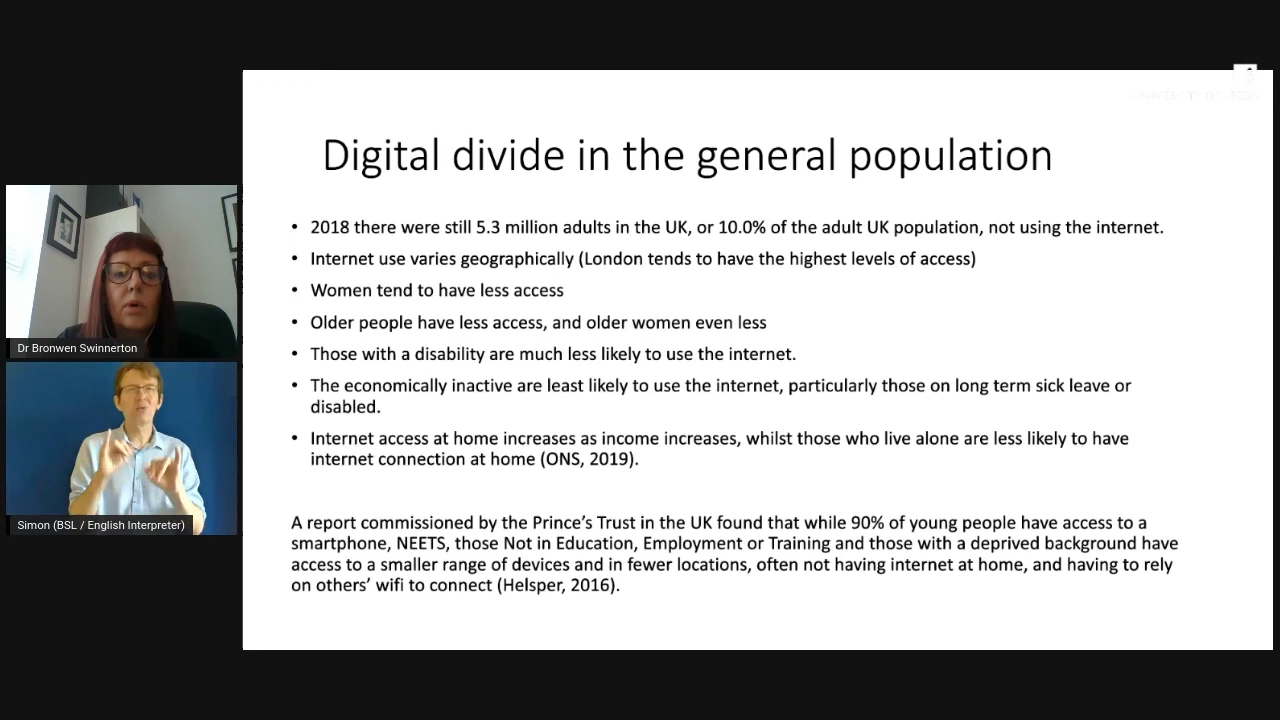 Digital divide in the general population
• 2018 there were still 5.3 million adults in the UK, or 10.0% of the adult UK population, not using the internet.
• Internet use varies geographically (London tends to have the highest levels of access)
• Women tend to have less access
• Older people have less access, and older women even less
• Those with a disability are much less likely to use the internet.
• The economically inactive are least likely to use the internet, particularly those on long term sick leave or
disabled.
• Internet access at home increases as income increases, whilst those who live alone are less likely to have
internet connection at home (ONS, 2019).
A report commissioned by the Prince’s Trust in the UK found that while 90% of young people have access to a
smartphone, NEETS, those Not in Education, Employment or Training and those with a deprived background have
access to a smaller range of devices and in fewer locations, often not having internet at home, and having to rely
on others’ wifi to connect (Helsper, 2016).
Dr Bronwen Swinnerton
Simon (BSL / English Interpreter)